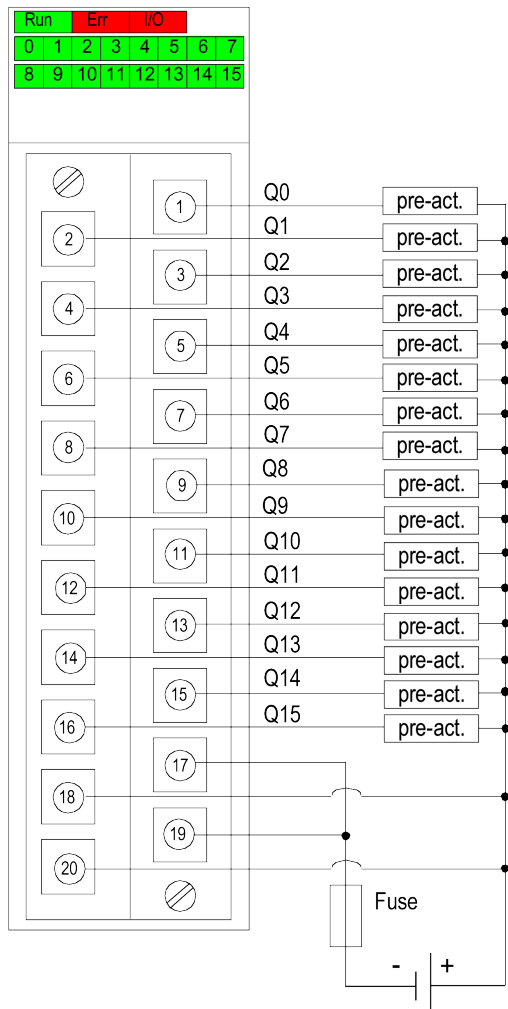 Run Err I/O
0 1 2 3 4 5 6 7
8 9 10 11 12 13 14 15
1 Q0 pre-act.
2 Q1 pre-act.
3 Q2 pre-act.
4 Q3 pre-act.
5 Q4 pre-act.
6 Q5 pre-act.
7 Q6 pre-act.
8 Q7 pre-act.
9 Q8 pre-act.
10 Q9 pre-act.
11 Q10 pre-act.
12 Q11 pre-act.
13 Q12 pre-act.
14 Q13 pre-act.
15 Q14 pre-act.
16 Q15 pre-act.
17
18
19
20
Fuse
- +